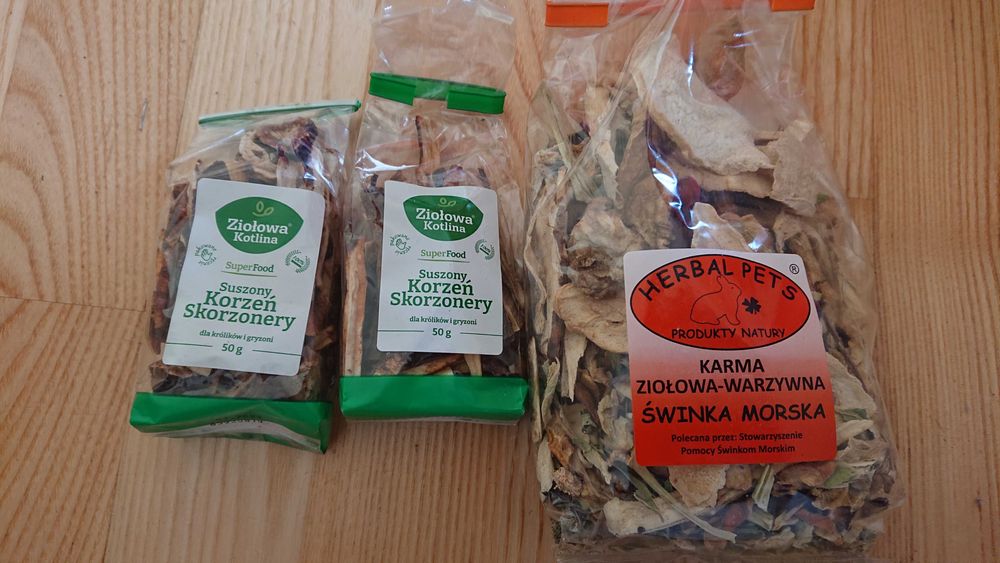 Ziołowa®
Kotlina
SuperFood
Suszony
Korzeń
Skorzonery
dla królików i gryzoni
50 g
Ziołowa®
Kotlina
SuperFood
Suszony
Korzeń
Skorzonery
dla królików i gryzoni
50 g
HERBAL PETS®
PRODUKTY NATURY
KARMA
ZIOŁOWA-WARZYWNA
ŚWINKA MORSKA
Polecana przez: Stowarzyszenie
Pomocy Świnkom Morskim